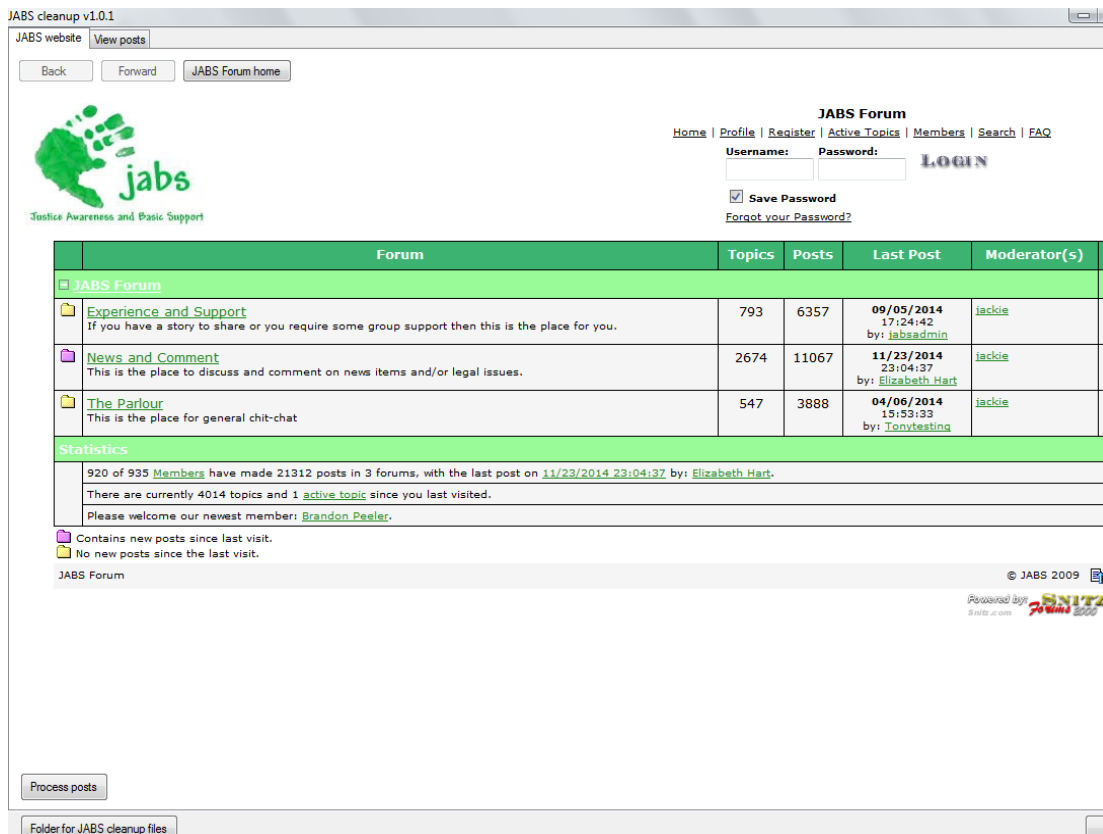 JABS cleanup v1.0.1
JABS website View posts
Back Forward JABS Forum home
jabs
Justice Awareness and Basic Support
JABS Forum
Home | Profile | Register | Active Topics | Members | Search | FAQ
Username: Password:
LOGIN
Save Password
Forgot your Password?
Forum Topics Posts Last Post Moderator(s)
JABS Forum
Experience and Support 793 6357 09/05/2014 jackie
If you have a story to share or you require some group support then this is the place for you. 17:24:42
by: jabsadmin
News and Comment 2674 11067 11/23/2014 jackie
This is the place to discuss and comment on news items and/or legal issues. 23:04:37
by: Elizabeth Hart
The Parlour 547 3888 04/06/2014 jackie
This is the place for general chit-chat 15:53:33
by: Tonytesting
Statistics
920 of 935 Members have made 21312 posts in 3 forums, with the last post on 11/23/2014 23:04:37 by: Elizabeth Hart.
There are currently 4014 topics and 1 active topic since you last visited.
Please welcome our newest member: Brandon Peeler.
Contains new posts since last visit.
No new posts since the last visit.
JABS Forum © JABS 2009
Powered by: SNITZ
Snitz.com Forums 2000
Process posts
Folder for JABS cleanup files